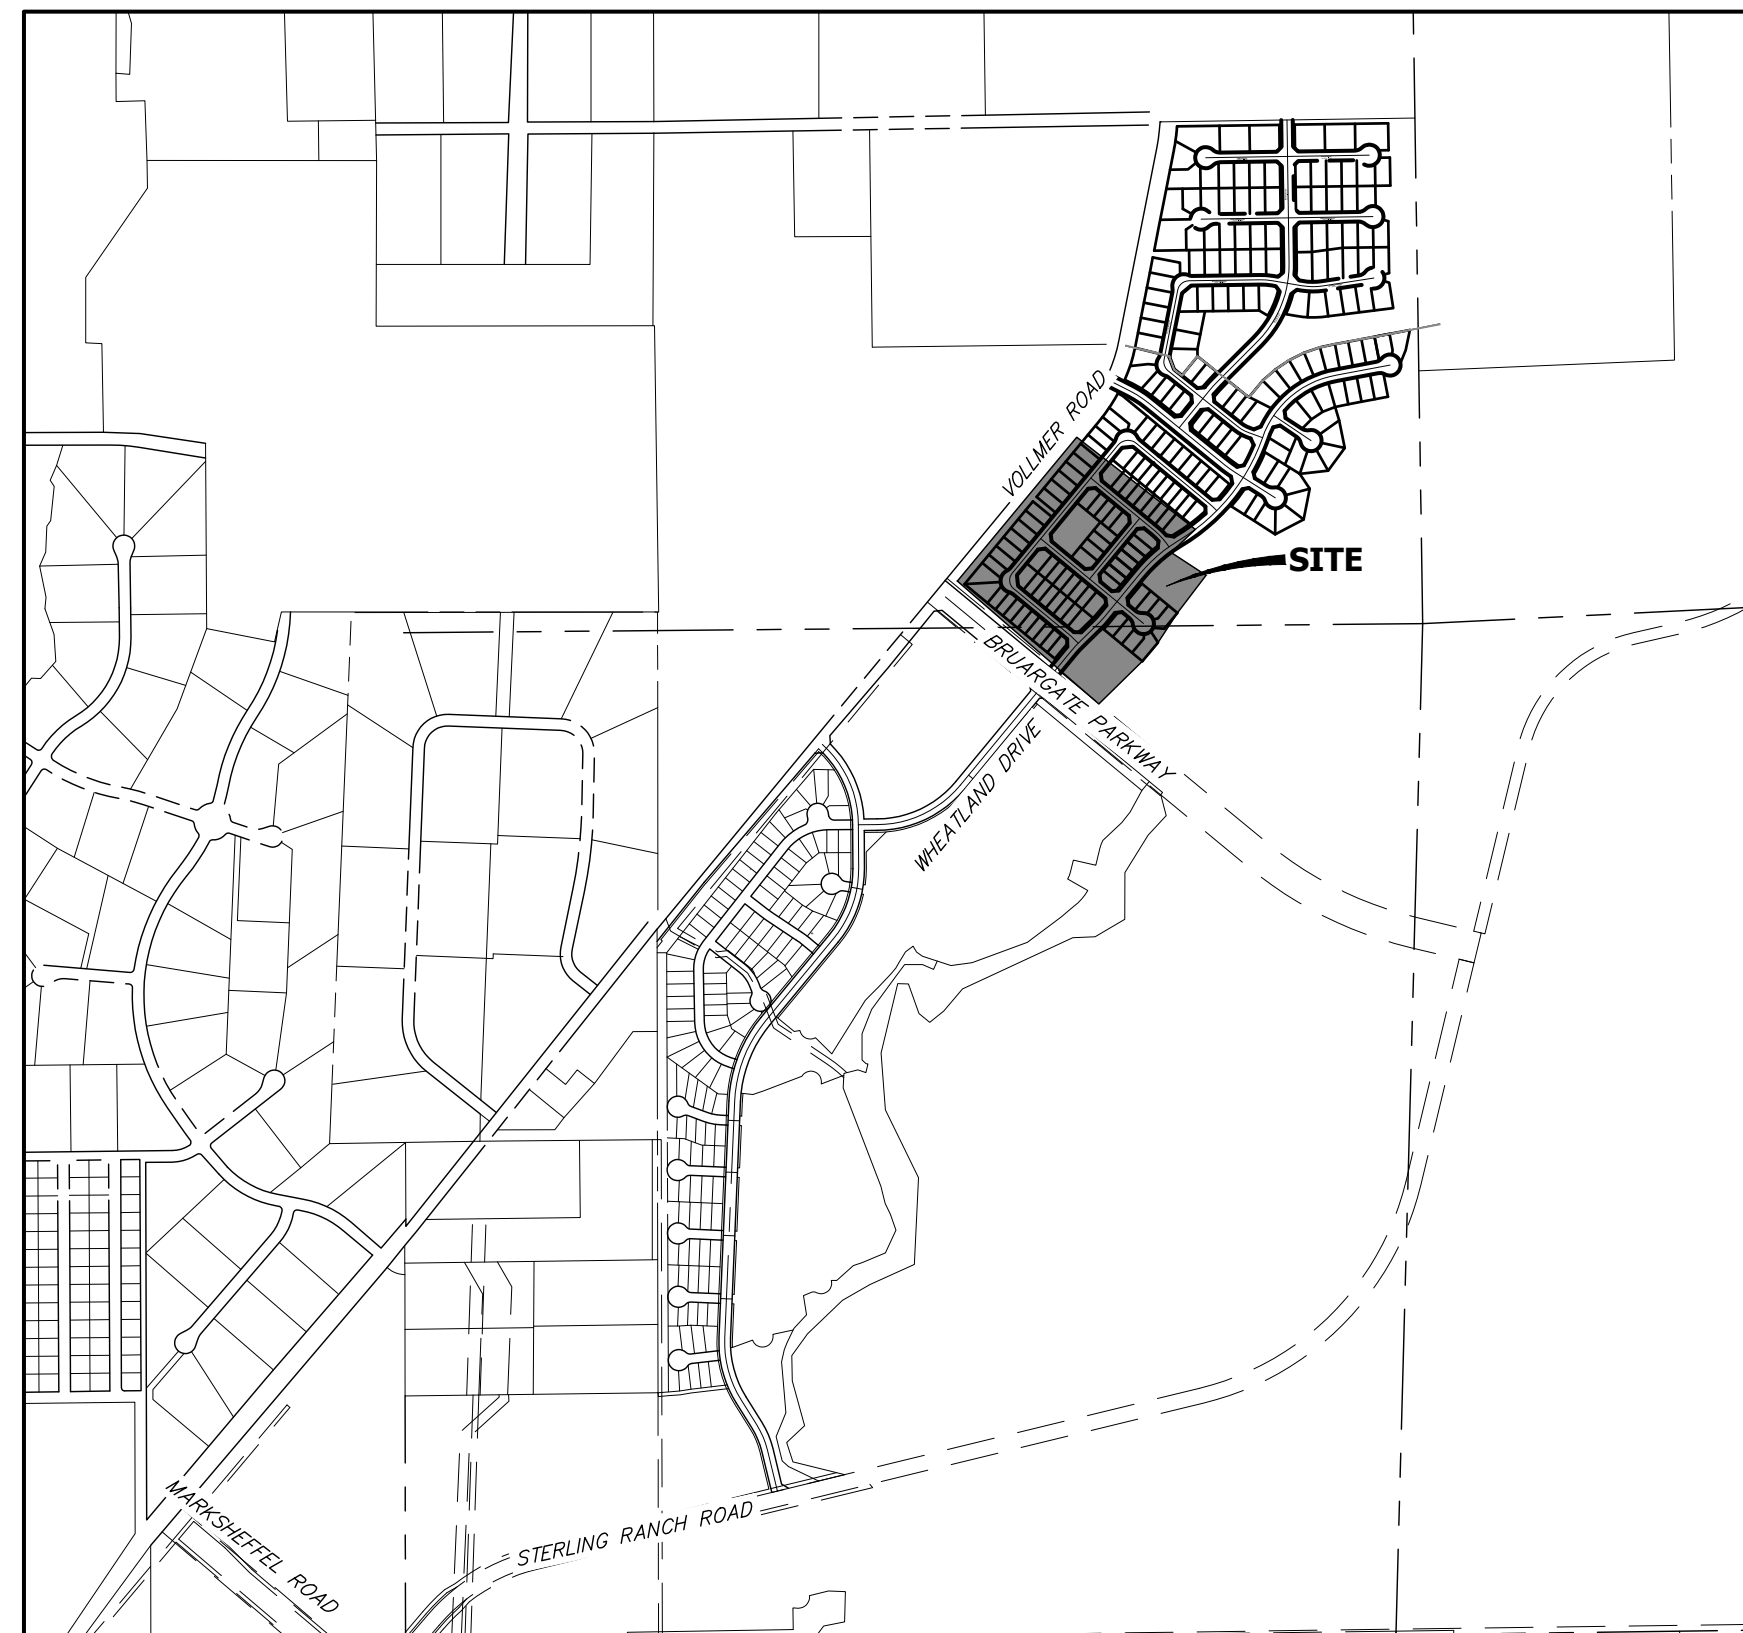 VOLLMER ROAD
SITE
BRUARGATE PARKWAY
WHEATLAND DRIVE
STERLING RANCH ROAD
MARKSHEFFEL ROAD